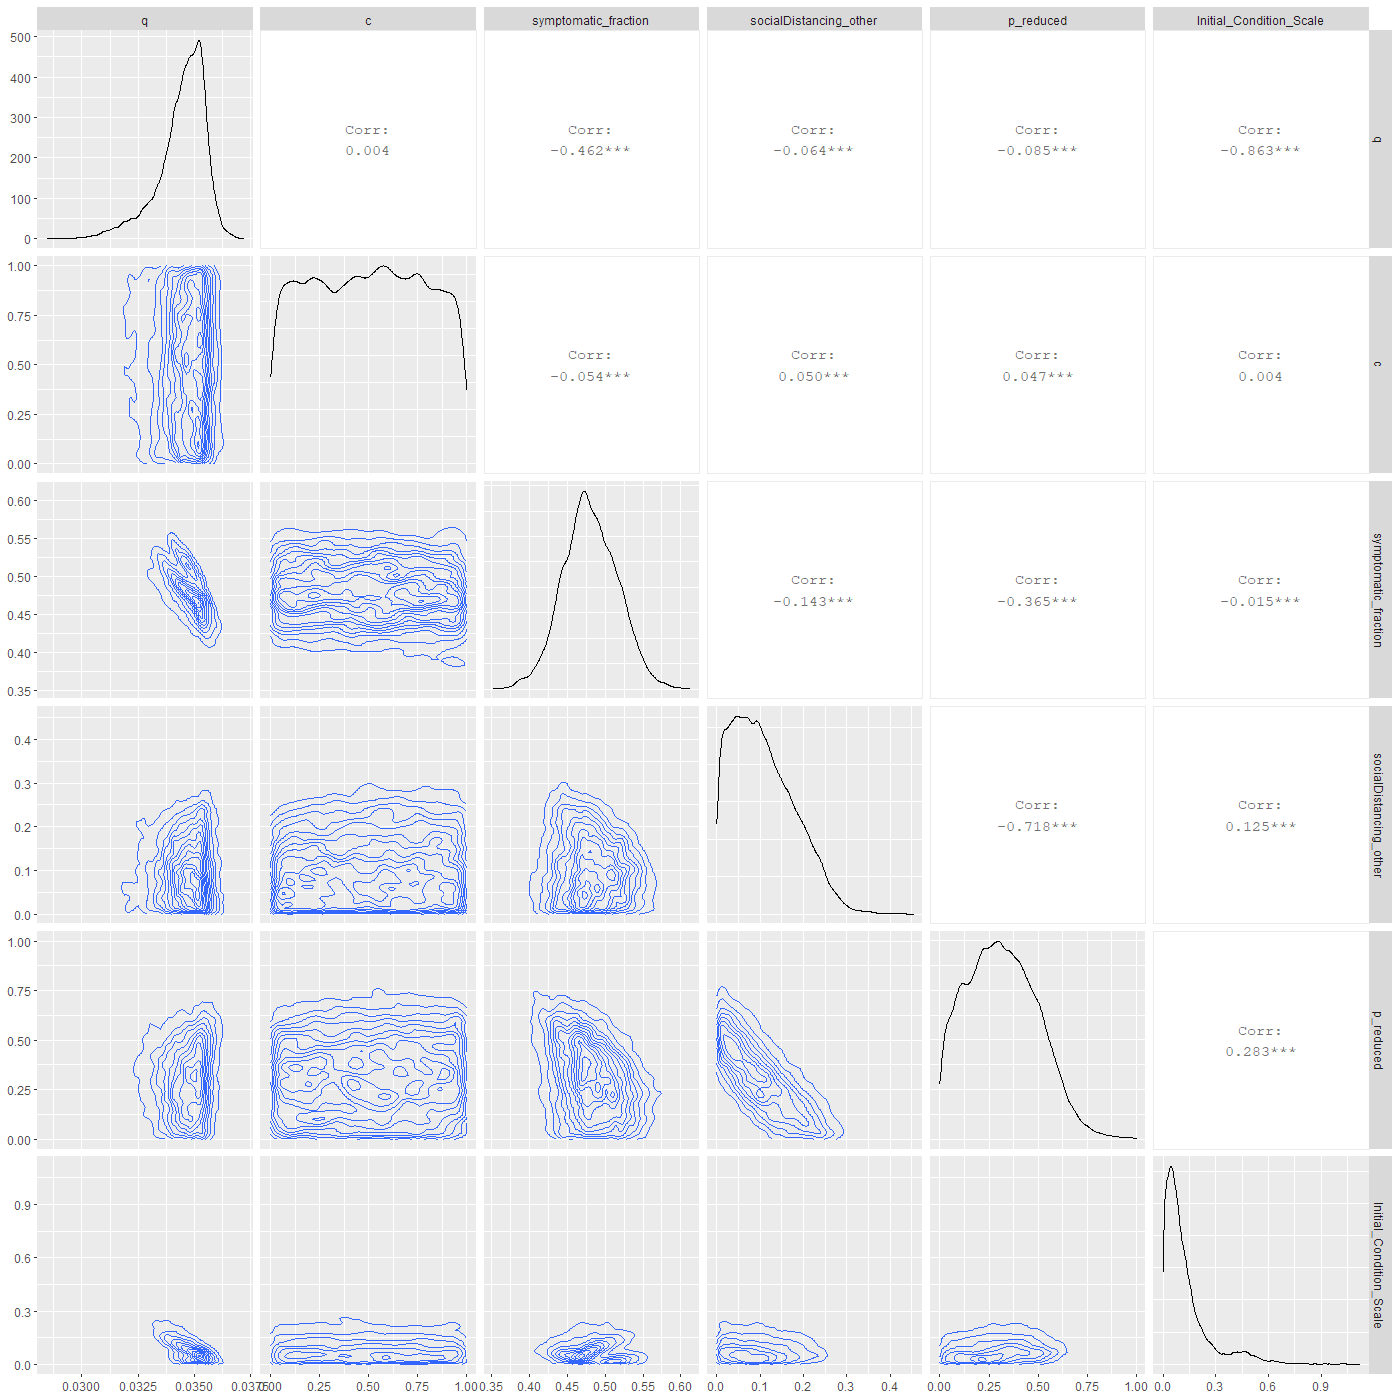 q
c
symptomatic_fraction
socialDistancing_other
p_reduced
Initial_Condition_Scale
500
400
300
200
100
0
Corr:
0.004
Corr:
-0.462***
Corr:
-0.064***
Corr:
-0.085***
Corr:
-0.863***
q
1.00
0.75
0.50
0.25
0.00
Corr:
-0.054***
Corr:
0.050***
Corr:
0.047***
Corr:
0.004
c
0.60
0.55
0.50
0.45
0.40
0.35
Corr:
-0.143***
Corr:
-0.365***
Corr:
-0.015***
symptomatic_fraction
0.4
0.3
0.2
0.1
0.0
Corr:
-0.718***
Corr:
0.125***
socialDistancing_other
1.00
0.75
0.50
0.25
0.00
Corr:
0.283***
p_reduced
0.9
0.6
0.3
0.0
Initial_Condition_Scale
0.0300
0.0325
0.0350
0.25
0.50
0.75
1.00
0.35
0.40
0.45
0.50
0.55
0.60
0.0
0.1
0.2
0.3
0.4
0.00
0.25
0.50
0.75
1.00
0.0
0.3
0.6
0.9